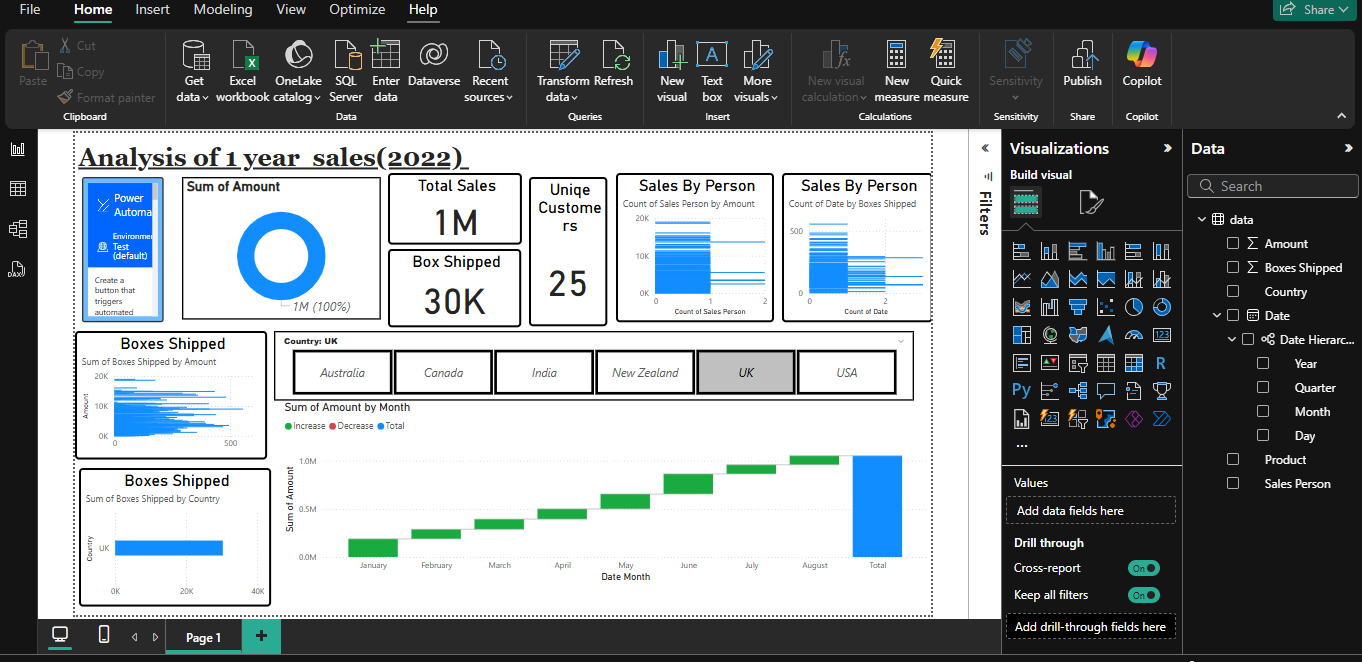 File Home Insert Modeling View Optimize Help Share
Paste Cut
Copy
Format painter
Clipboard
Get data
Excel workbook
OneLake catalog
SQL Server
Enter data
Dataverse
Recent sources
Data
Transform data
Refresh
Queries
New visual
Text box
More visuals
Insert
New visual calculation
New measure
Quick measure
Calculations
Sensitivity
Sensitivity
Publish
Share
Copilot
Copilot
Analysis of 1 year sales(2022)
Power
Automa
Environme
Test
(default)
Create a
button that
triggers
automated
Sum of Amount
1M (100%)
Total Sales
1M
Box Shipped
30K
Uniqe
Custome
rs
25
Sales By Person
Count of Sales Person by Amount
20K
10K
0K
0 1 2
Count of Sales Person
Sales By Person
Count of Date by Boxes Shipped
500
0
0 2
Count of Date
Boxes Shipped
Sum of Boxes Shipped by Amount
Amount
20K
10K
0K
0 500
Country: UK
Australia Canada India New Zealand UK USA
Sum of Amount by Month
Increase Decrease Total
Sum of Amount
1.0M
0.5M
0.0M
January February March April May June July August Total
Date Month
Boxes Shipped
Sum of Boxes Shipped by Country
Country
UK
0K 20K 40K
Page 1
Filters
Visualizations
Build visual
R
Py
123
Values
Add data fields here
Drill through
Cross-report On
Keep all filters On
Add drill-through fields here
Data
Search
data
Amount
Boxes Shipped
Country
Date
Date Hierarc...
Year
Quarter
Month
Day
Product
Sales Person
DAX